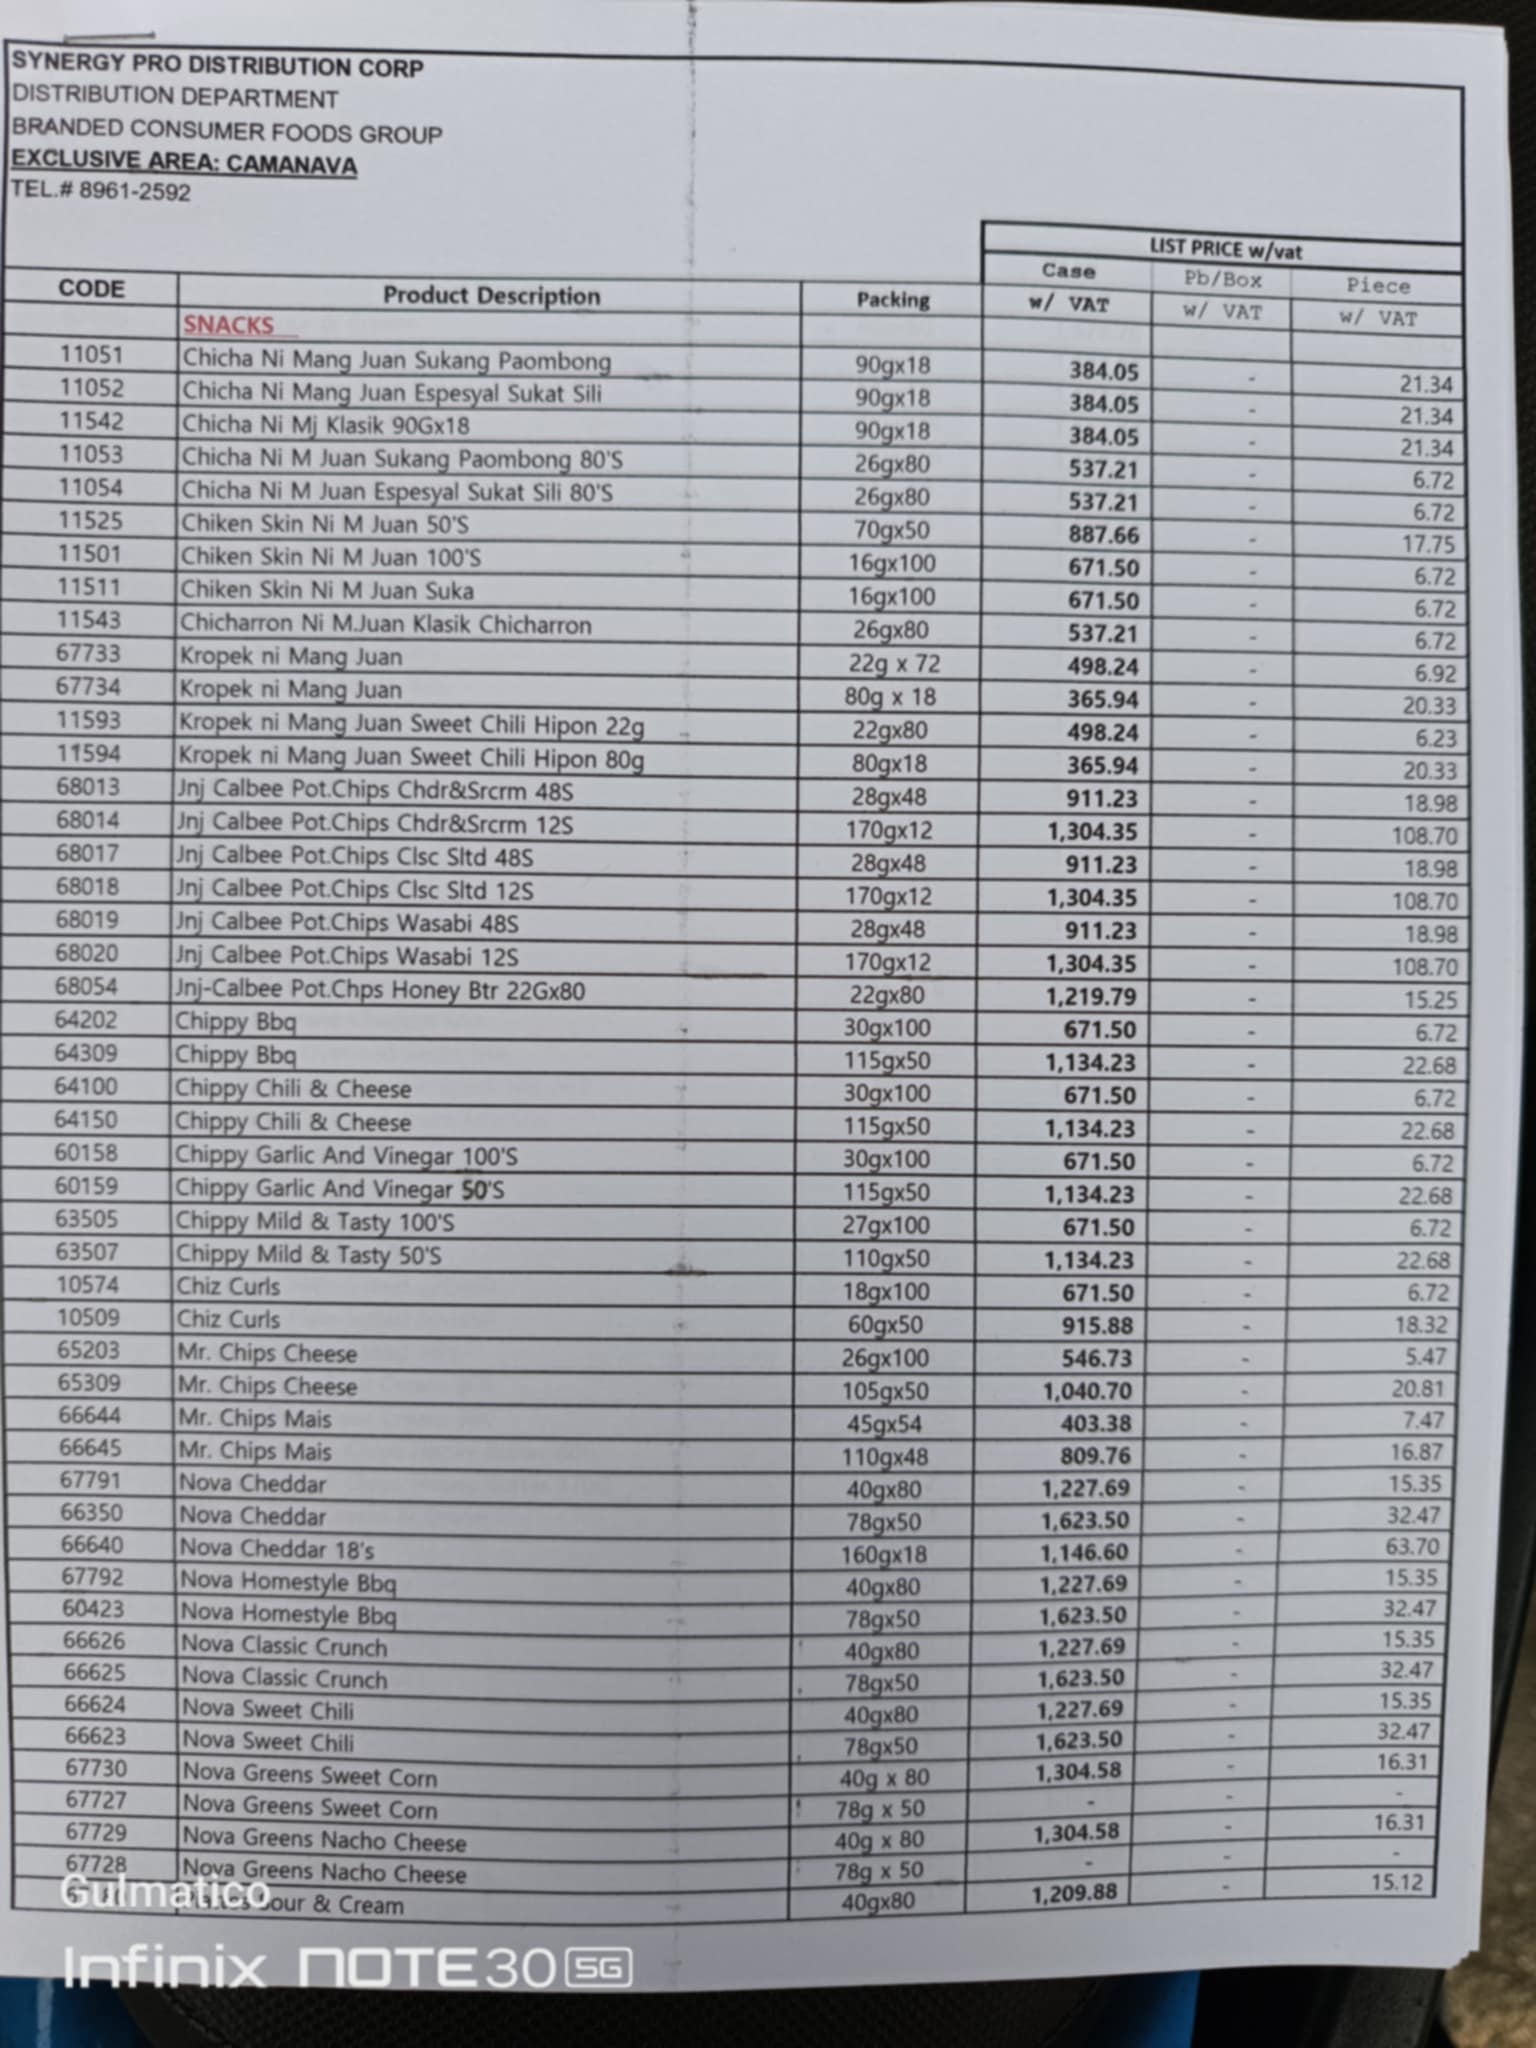 SYNERGY PRO DISTRIBUTION CORP
DISTRIBUTION DEPARTMENT
BRANDED CONSUMER FOODS GROUP
EXCLUSIVE AREA: CAMANAVA
TEL.# 8961-2592
LIST PRICE w/vat
CODE Product Description Packing Case Pb/Box Piece
w/ VAT w/ VAT w/ VAT
SNACKS
11051 Chicha Ni Mang Juan Sukang Paombong 90gx18 384.05 - 21.34
11052 Chicha Ni Mang Juan Espesyal Sukat Sili 90gx18 384.05 - 21.34
11542 Chicha Ni Mj Klasik 90Gx18 90gx18 384.05 - 21.34
11053 Chicha Ni M Juan Sukang Paombong 80'S 26gx80 537.21 - 6.72
11054 Chicha Ni M Juan Espesyal Sukat Sili 80'S 26gx80 537.21 - 6.72
11525 Chiken Skin Ni M Juan 50'S 70gx50 887.66 - 17.75
11501 Chiken Skin Ni M Juan 100'S 16gx100 671.50 - 6.72
11511 Chiken Skin Ni M Juan Suka 16gx100 671.50 - 6.72
11543 Chicharron Ni M.Juan Klasik Chicharron 26gx80 537.21 - 6.72
67733 Kropek ni Mang Juan 22g x 72 498.24 - 6.92
67734 Kropek ni Mang Juan 80g x 18 365.94 - 20.33
11593 Kropek ni Mang Juan Sweet Chili Hipon 22g 22gx80 498.24 - 6.23
11594 Kropek ni Mang Juan Sweet Chili Hipon 80g 80gx18 365.94 - 20.33
68013 Jnj Calbee Pot.Chips Chdr&Srcrm 48S 28gx48 911.23 - 18.98
68014 Jnj Calbee Pot.Chips Chdr&Srcrm 12S 170gx12 1,304.35 - 108.70
68017 Jnj Calbee Pot.Chips Clsc Sltd 48S 28gx48 911.23 - 18.98
68018 Jnj Calbee Pot.Chips Clsc Sltd 12S 170gx12 1,304.35 - 108.70
68019 Jnj Calbee Pot.Chips Wasabi 48S 28gx48 911.23 - 18.98
68020 Jnj Calbee Pot.Chips Wasabi 12S 170gx12 1,304.35 - 108.70
68054 Jnj-Calbee Pot.Chps Honey Btr 22Gx80 22gx80 1,219.79 - 15.25
64202 Chippy Bbq 30gx100 671.50 - 6.72
64309 Chippy Bbq 115gx50 1,134.23 - 22.68
64100 Chippy Chili & Cheese 30gx100 671.50 - 6.72
64150 Chippy Chili & Cheese 115gx50 1,134.23 - 22.68
60158 Chippy Garlic And Vinegar 100'S 30gx100 671.50 - 6.72
60159 Chippy Garlic And Vinegar 50'S 115gx50 1,134.23 - 22.68
63505 Chippy Mild & Tasty 100'S 27gx100 671.50 - 6.72
63507 Chippy Mild & Tasty 50'S 110gx50 1,134.23 - 22.68
10574 Chiz Curls 18gx100 671.50 - 6.72
10509 Chiz Curls 60gx50 915.88 - 18.32
65203 Mr. Chips Cheese 26gx100 546.73 - 5.47
65309 Mr. Chips Cheese 105gx50 1,040.70 - 20.81
66644 Mr. Chips Mais 45gx54 403.38 - 7.47
66645 Mr. Chips Mais 110gx48 809.76 - 16.87
67791 Nova Cheddar 40gx80 1,227.69 - 15.35
66350 Nova Cheddar 78gx50 1,623.50 - 32.47
66640 Nova Cheddar 18's 160gx18 1,146.60 - 63.70
67792 Nova Homestyle Bbq 40gx80 1,227.69 - 15.35
60423 Nova Homestyle Bbq 78gx50 1,623.50 - 32.47
66626 Nova Classic Crunch 40gx80 1,227.69 - 15.35
66625 Nova Classic Crunch 78gx50 1,623.50 - 32.47
66624 Nova Sweet Chili 40gx80 1,227.69 - 15.35
66623 Nova Sweet Chili 78gx50 1,623.50 - 32.47
67730 Nova Greens Sweet Corn 40g x 80 1,304.58 - 16.31
67727 Nova Greens Sweet Corn 78g x 50 - - -
67729 Nova Greens Nacho Cheese 40g x 80 1,304.58 - 16.31
67728 Nova Greens Nacho Cheese 78g x 50 - - -
Sour & Cream 40gx80 1,209.88 - 15.12
Gulmatico
Infinix NOTE 30 5G